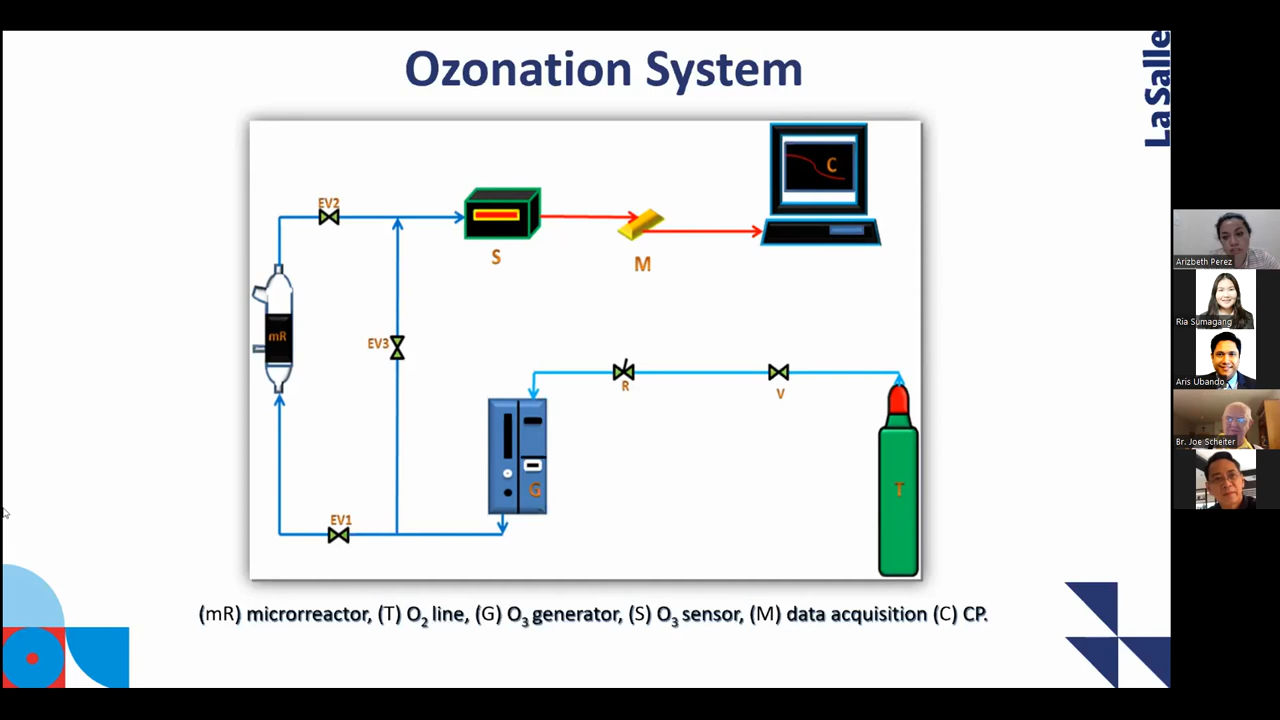 Ozonation System
La Salle
C
EV2
S
M
mR
EV3
R
V
G
T
EV1
(mR) microrreactor, (T) O₂ line, (G) O₃ generator, (S) O₃ sensor, (M) data acquisition (C) CP.
Arizbeth Perez
Ria Sumagang
Aris Ubando
Br. Joe Scheiter